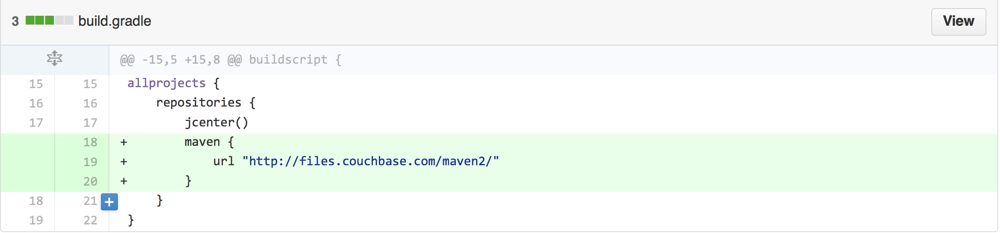 3 build.gradle View
@@ -15,5 +15,8 @@ buildscript {
15 15 allprojects {
16 16 repositories {
17 17 jcenter()
18 + maven {
19 + url "http://files.couchbase.com/maven2/"
20 + }
18 21 + }
19 22 }